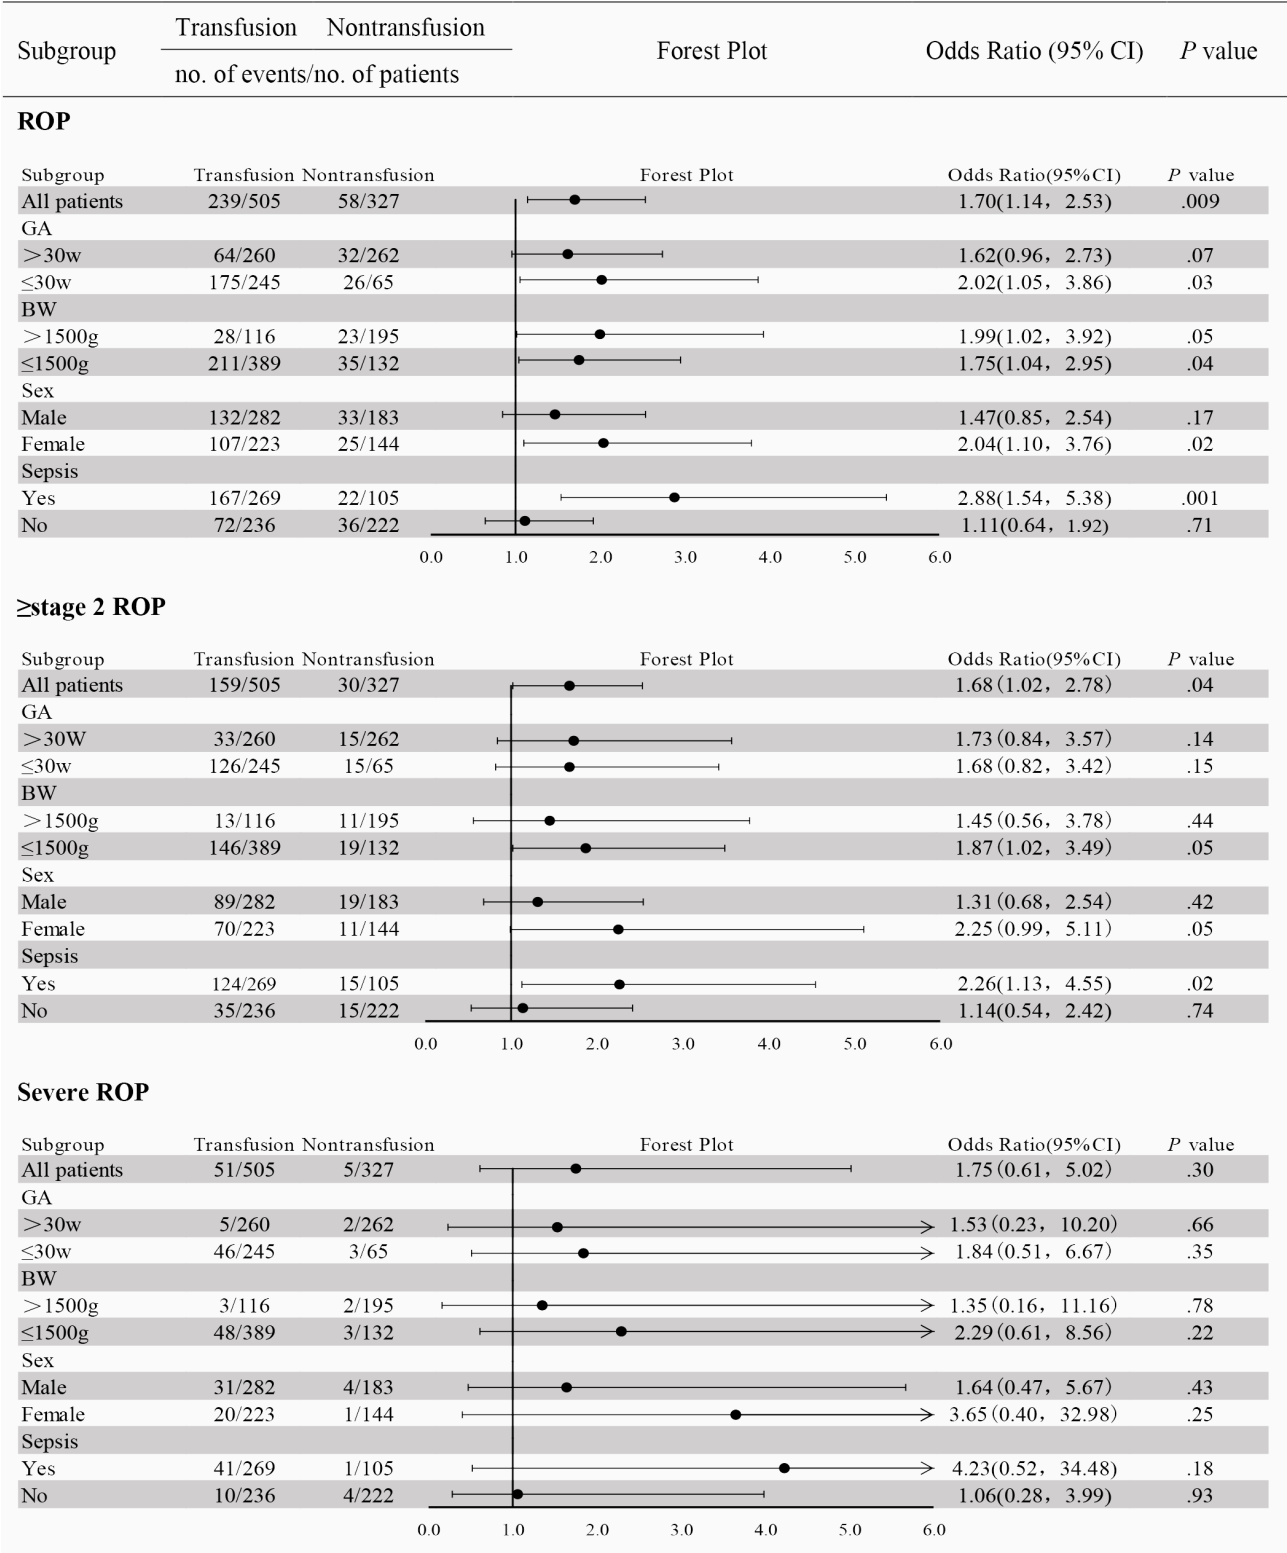 Subgroup Transfusion Nontransfusion Forest Plot Odds Ratio (95% CI) P value
no. of events/no. of patients
ROP
Subgroup Transfusion Nontransfusion Forest Plot Odds Ratio(95%CI) P value
All patients 239/505 58/327 1.70(1.14, 2.53) .009
GA
>30w 64/260 32/262 1.62(0.96, 2.73) .07
≤30w 175/245 26/65 2.02(1.05, 3.86) .03
BW
>1500g 28/116 23/195 1.99(1.02, 3.92) .05
≤1500g 211/389 35/132 1.75(1.04, 2.95) .04
Sex
Male 132/282 33/183 1.47(0.85, 2.54) .17
Female 107/223 25/144 2.04(1.10, 3.76) .02
Sepsis
Yes 167/269 22/105 2.88(1.54, 5.38) .001
No 72/236 36/222 1.11(0.64, 1.92) .71
0.0 1.0 2.0 3.0 4.0 5.0 6.0
≥stage 2 ROP
Subgroup Transfusion Nontransfusion Forest Plot Odds Ratio(95%CI) P value
All patients 159/505 30/327 1.68(1.02, 2.78) .04
GA
>30W 33/260 15/262 1.73(0.84, 3.57) .14
≤30w 126/245 15/65 1.68(0.82, 3.42) .15
BW
>1500g 13/116 11/195 1.45(0.56, 3.78) .44
≤1500g 146/389 19/132 1.87(1.02, 3.49) .05
Sex
Male 89/282 19/183 1.31(0.68, 2.54) .42
Female 70/223 11/144 2.25(0.99, 5.11) .05
Sepsis
Yes 124/269 15/105 2.26(1.13, 4.55) .02
No 35/236 15/222 1.14(0.54, 2.42) .74
0.0 1.0 2.0 3.0 4.0 5.0 6.0
Severe ROP
Subgroup Transfusion Nontransfusion Forest Plot Odds Ratio(95%CI) P value
All patients 51/505 5/327 1.75(0.61, 5.02) .30
GA
>30w 5/260 2/262 1.53(0.23, 10.20) .66
≤30w 46/245 3/65 1.84(0.51, 6.67) .35
BW
>1500g 3/116 2/195 1.35(0.16, 11.16) .78
≤1500g 48/389 3/132 2.29(0.61, 8.56) .22
Sex
Male 31/282 4/183 1.64(0.47, 5.67) .43
Female 20/223 1/144 3.65(0.40, 32.98) .25
Sepsis
Yes 41/269 1/105 4.23(0.52, 34.48) .18
No 10/236 4/222 1.06(0.28, 3.99) .93
0.0 1.0 2.0 3.0 4.0 5.0 6.0